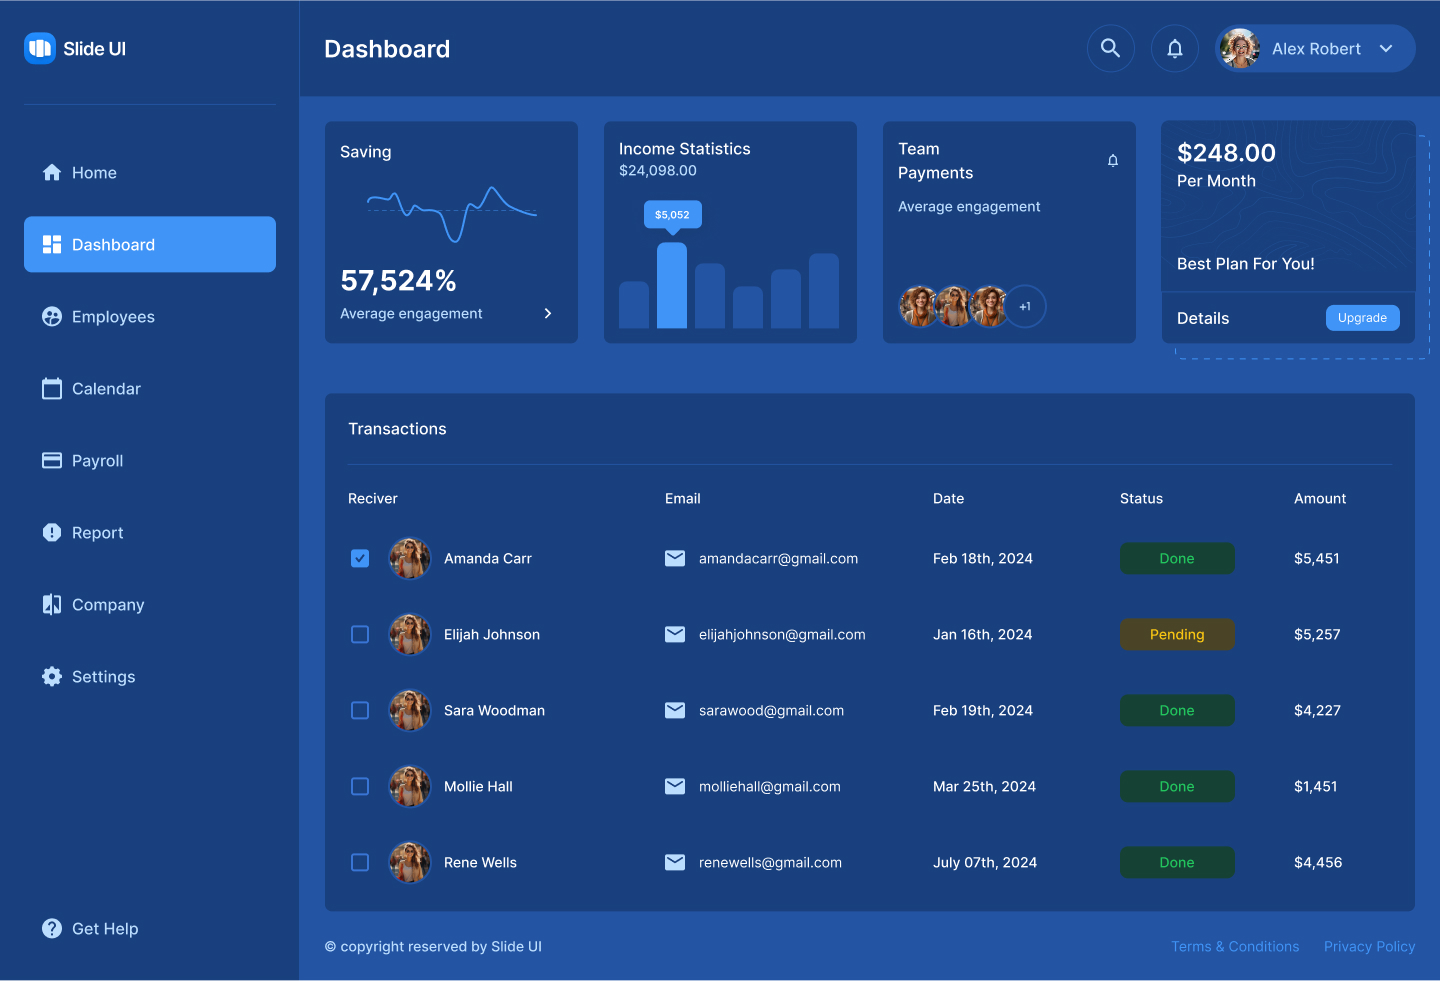 Slide UI
Dashboard
Alex Robert
Home
Dashboard
Employees
Calendar
Payroll
Report
Company
Settings
Get Help
Saving
57,524%
Average engagement
Income Statistics
$24,098.00
$5,052
Team
Payments
Average engagement
+1
$248.00
Per Month
Best Plan For You!
Details
Upgrade
Transactions
Reciver Email Date Status Amount
Amanda Carr amandacarr@gmail.com Feb 18th, 2024 Done $5,451
Elijah Johnson elijahjohnson@gmail.com Jan 16th, 2024 Pending $5,257
Sara Woodman sarawood@gmail.com Feb 19th, 2024 Done $4,227
Mollie Hall molliehall@gmail.com Mar 25th, 2024 Done $1,451
Rene Wells renewells@gmail.com July 07th, 2024 Done $4,456
© copyright reserved by Slide UI
Terms & Conditions Privacy Policy